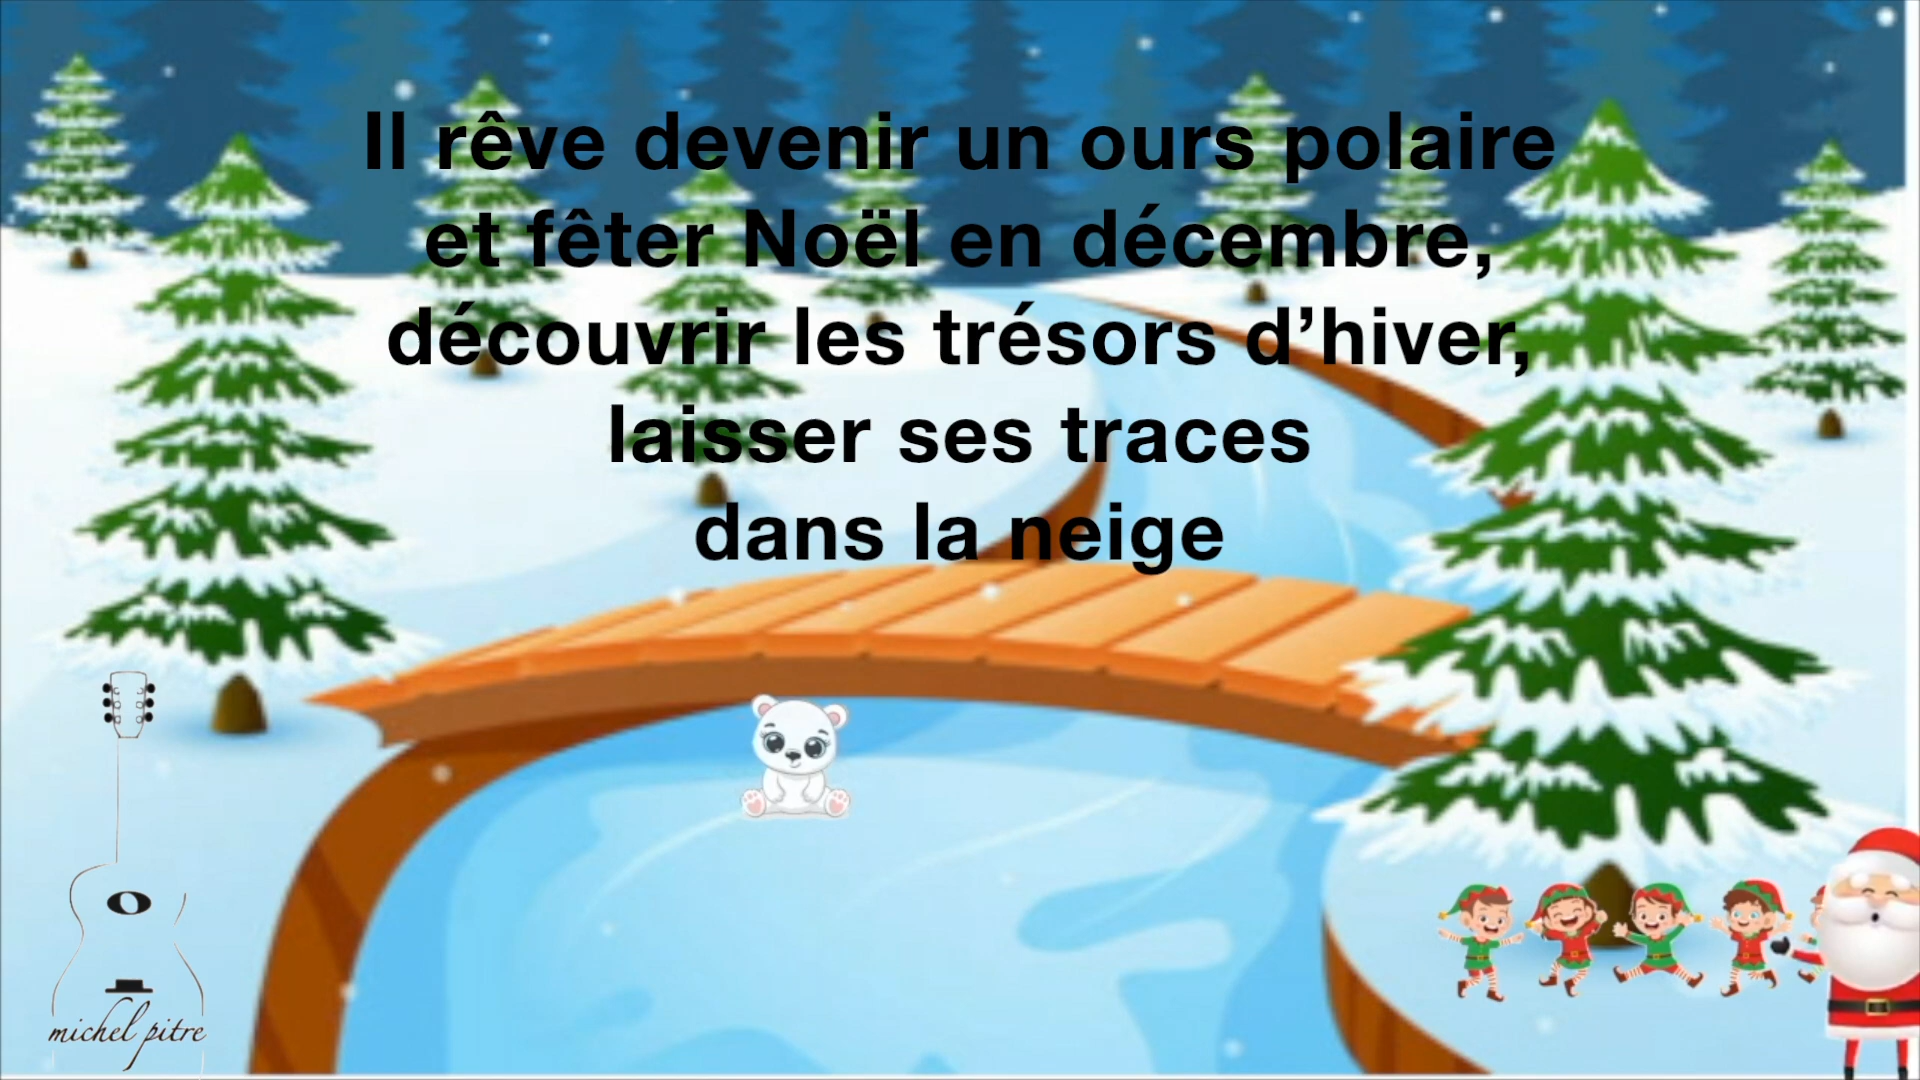 Il rêve devenir un ours polaire
et fêter Noël en décembre,
découvrir les trésors d’hiver,
laisser ses traces
dans la neige
michel pitre